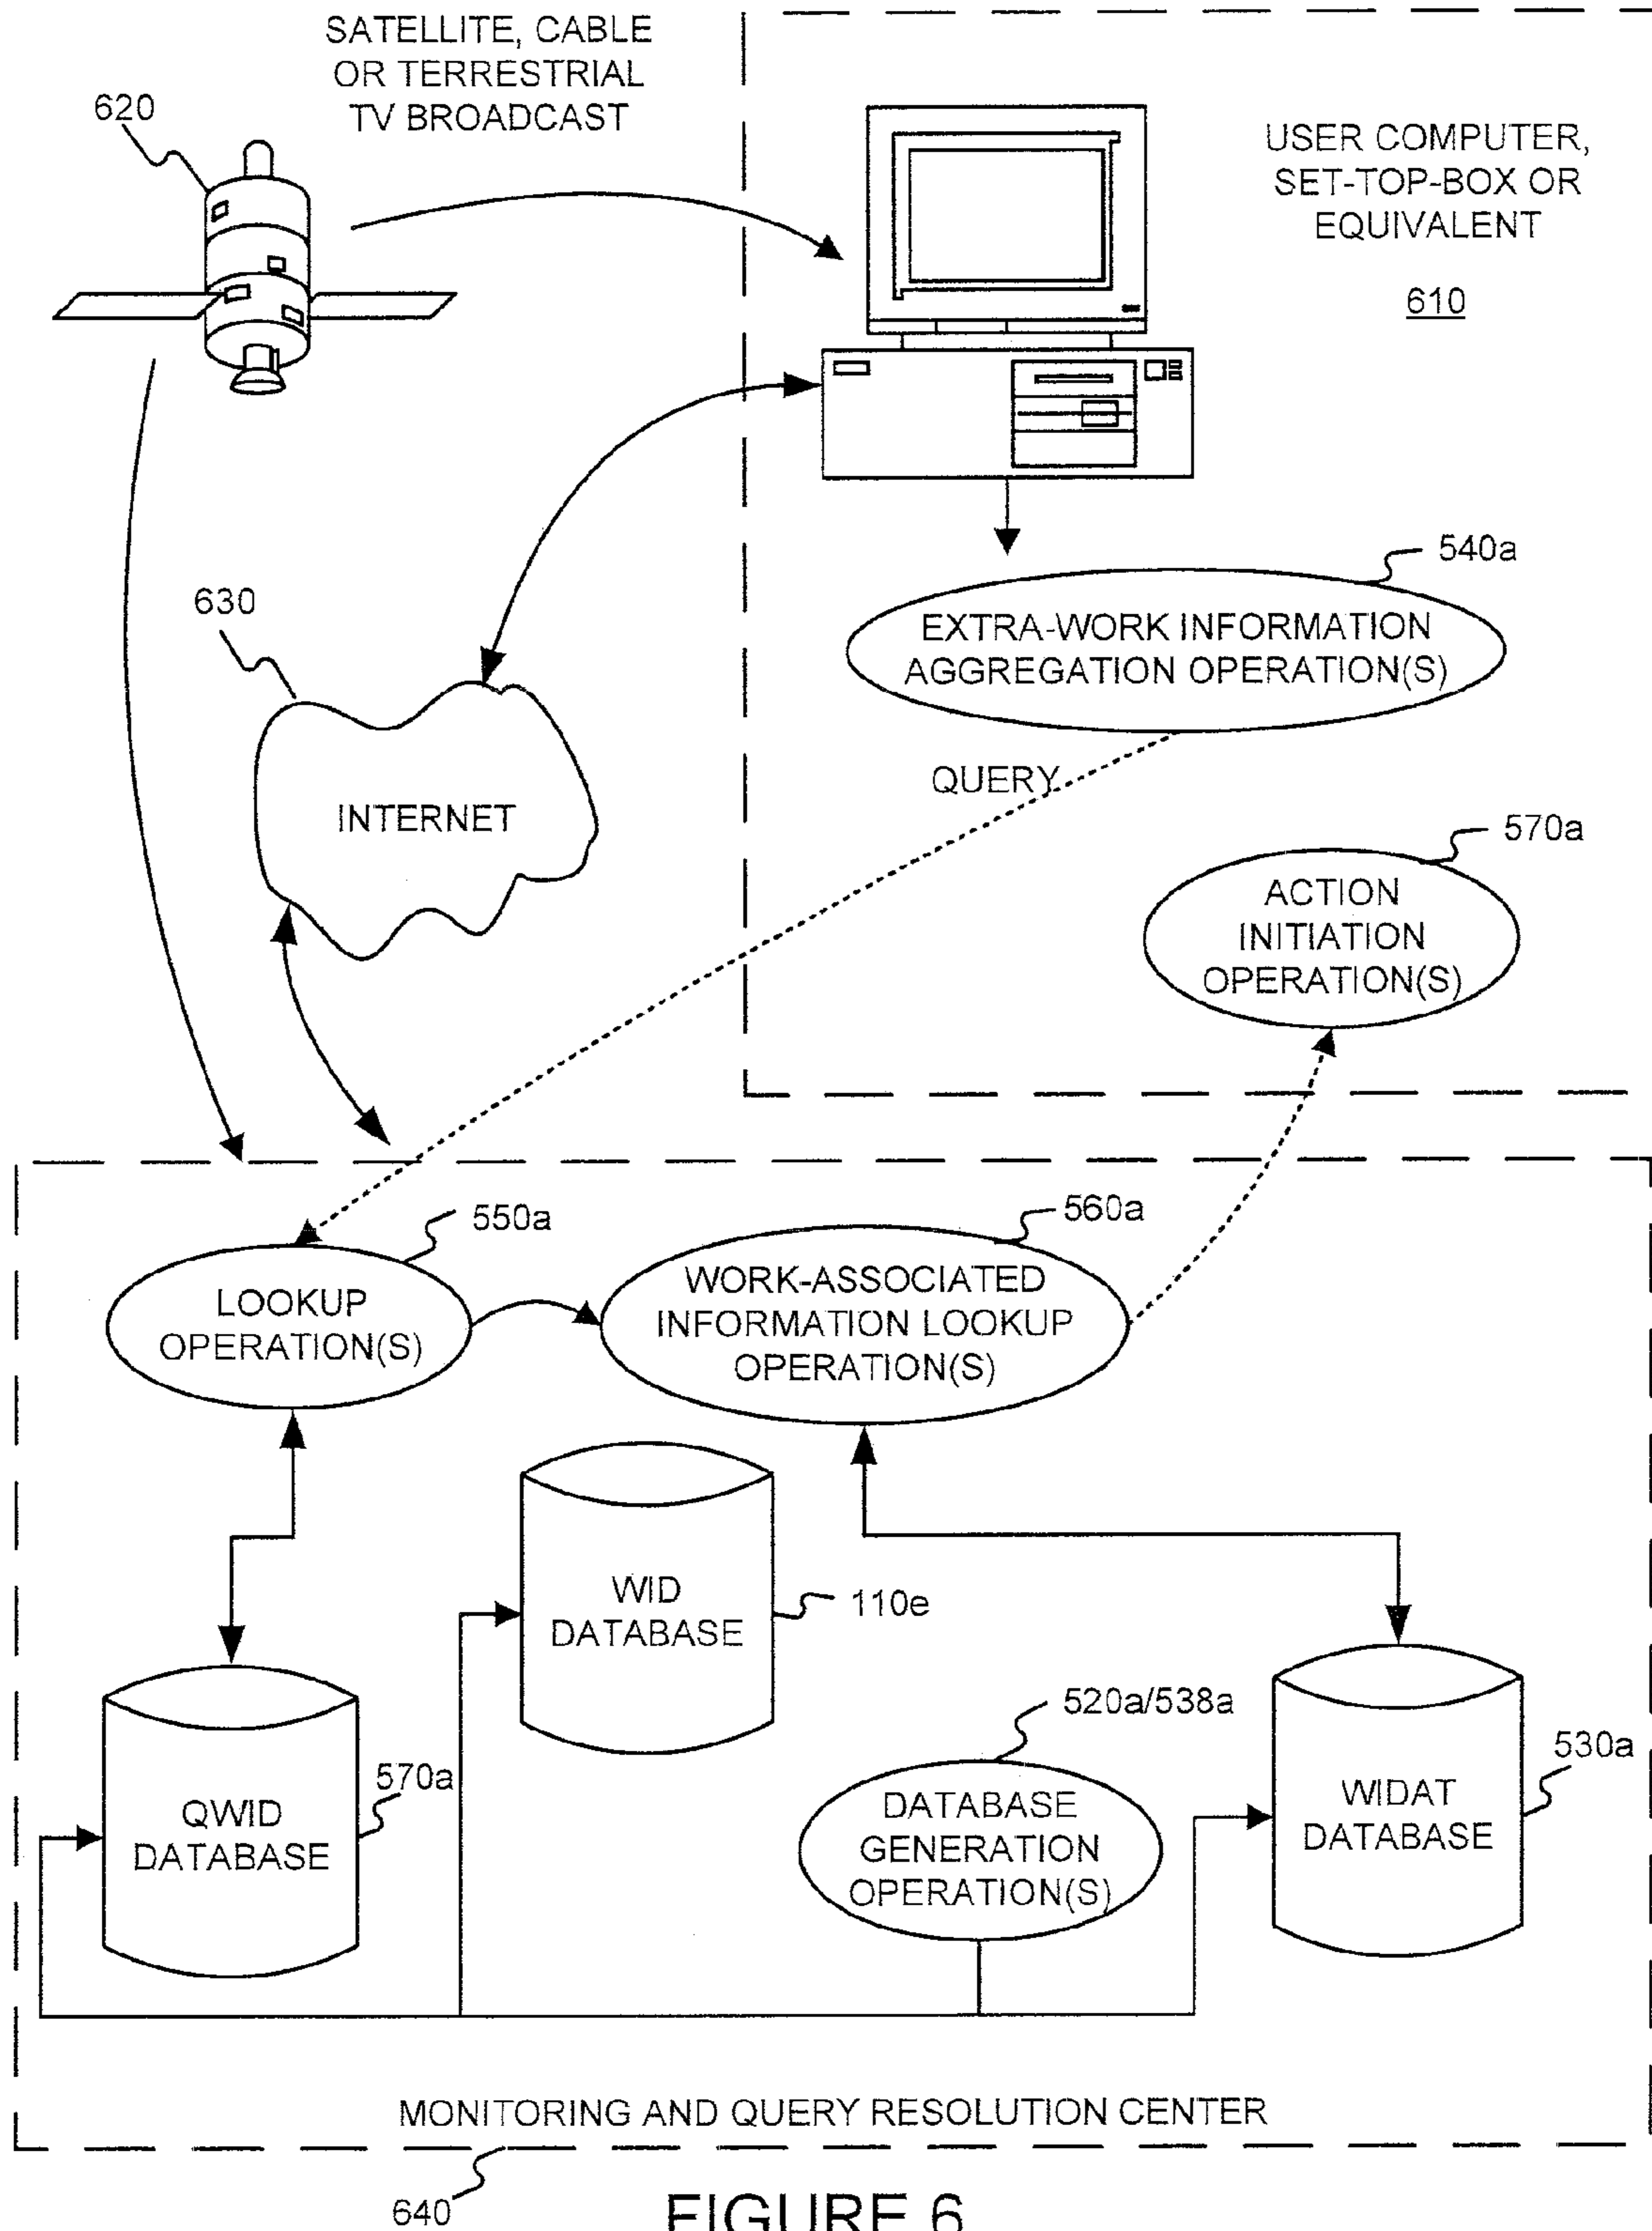 SATELLITE, CABLE
OR TERRESTRIAL
TV BROADCAST
620
USER COMPUTER,
SET-TOP-BOX OR
EQUIVALENT
610
540a
EXTRA-WORK INFORMATION
AGGREGATION OPERATION(S)
630
QUERY
INTERNET
570a
ACTION
INITIATION
OPERATION(S)
550a
LOOKUP
OPERATION(S)
560a
WORK-ASSOCIATED
INFORMATION LOOKUP
OPERATION(S)
WID
DATABASE
110e
520a/538a
QWID
DATABASE
570a
DATABASE
GENERATION
OPERATION(S)
WIDAT
DATABASE
530a
MONITORING AND QUERY RESOLUTION CENTER
640
FIGURE 6